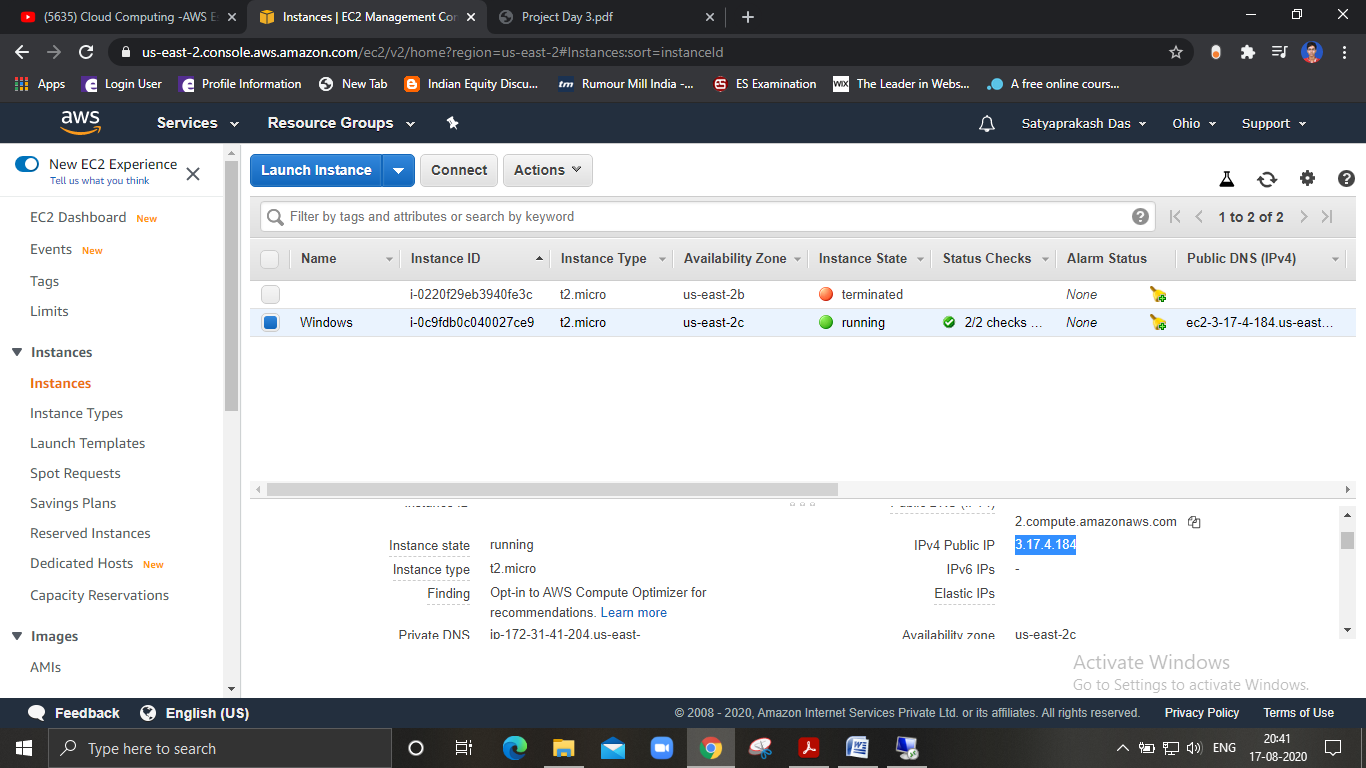 (5635) Cloud Computing -AWS E
Instances | EC2 Management Con
Project Day 3.pdf
us-east-2.console.aws.amazon.com/ec2/v2/home?region=us-east-2#Instances:sort=instanceId
Apps
Login User
Profile Information
New Tab
Indian Equity Discu...
tm Rumour Mill India -...
ES Examination
WIX The Leader in Webs...
A free online cours...
aws
Services
Resource Groups
Satyaprakash Das
Ohio
Support
New EC2 Experience
Tell us what you think
EC2 Dashboard New
Events New
Tags
Limits
Instances
Instances
Instance Types
Launch Templates
Spot Requests
Savings Plans
Reserved Instances
Dedicated Hosts New
Capacity Reservations
Images
AMIs
Launch Instance
Connect
Actions
Filter by tags and attributes or search by keyword
1 to 2 of 2
Name Instance ID Instance Type Availability Zone Instance State Status Checks Alarm Status Public DNS (IPv4)
i-0220f29eb3940fe3c t2.micro us-east-2b terminated None
Windows i-0c9fdb0c040027ce9 t2.micro us-east-2c running 2/2 checks ... None ec2-3-17-4-184.us-east...
Instance ID Public DNS (IPv4)
2.compute.amazonaws.com
Instance state running IPv4 Public IP 3.17.4.184
Instance type t2.micro IPv6 IPs -
Finding Opt-in to AWS Compute Optimizer for Elastic IPs
recommendations. Learn more
Private DNS ip-172-31-41-204.us-east- Availability zone us-east-2c
Activate Windows
Go to Settings to activate Windows.
Feedback
English (US)
© 2008 - 2020, Amazon Internet Services Private Ltd. or its affiliates. All rights reserved.
Privacy Policy
Terms of Use
Type here to search
ENG
20:41
17-08-2020